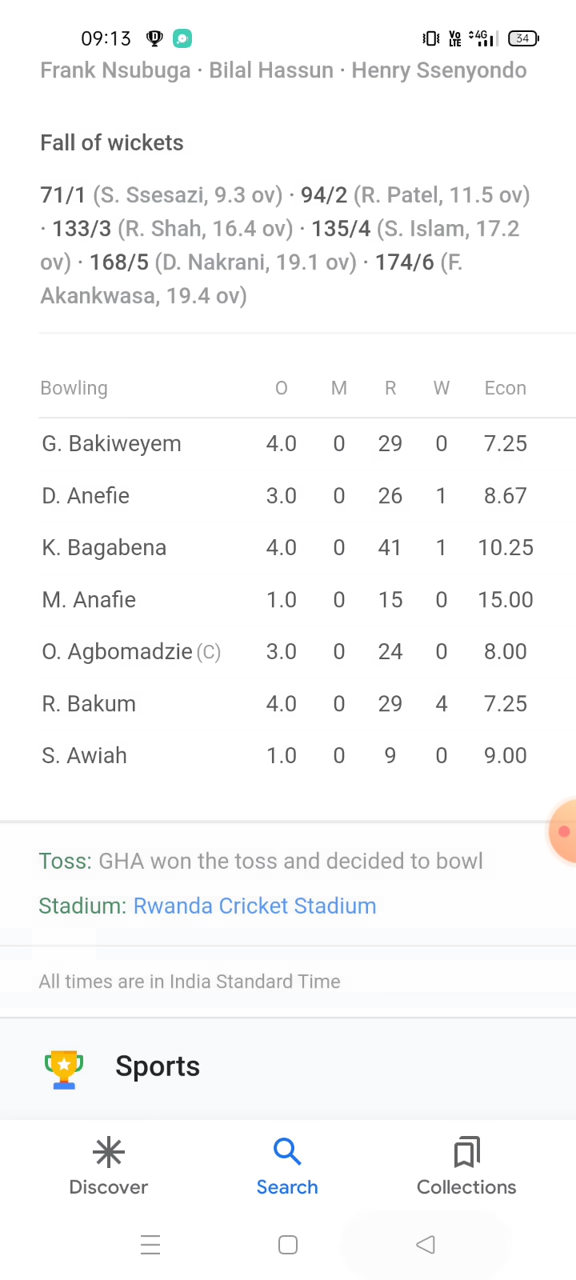 09:13 VoLTE 4G 34
Frank Nsubuga · Bilal Hassun · Henry Ssenyondo
Fall of wickets
71/1 (S. Ssesazi, 9.3 ov) · 94/2 (R. Patel, 11.5 ov)
· 133/3 (R. Shah, 16.4 ov) · 135/4 (S. Islam, 17.2
ov) · 168/5 (D. Nakrani, 19.1 ov) · 174/6 (F.
Akankwasa, 19.4 ov)
Bowling O M R W Econ
G. Bakiweyem 4.0 0 29 0 7.25
D. Anefie 3.0 0 26 1 8.67
K. Bagabena 4.0 0 41 1 10.25
M. Anafie 1.0 0 15 0 15.00
O. Agbomadzie (C) 3.0 0 24 0 8.00
R. Bakum 4.0 0 29 4 7.25
S. Awiah 1.0 0 9 0 9.00
Toss: GHA won the toss and decided to bowl
Stadium: Rwanda Cricket Stadium
All times are in India Standard Time
Sports
Discover Search Collections